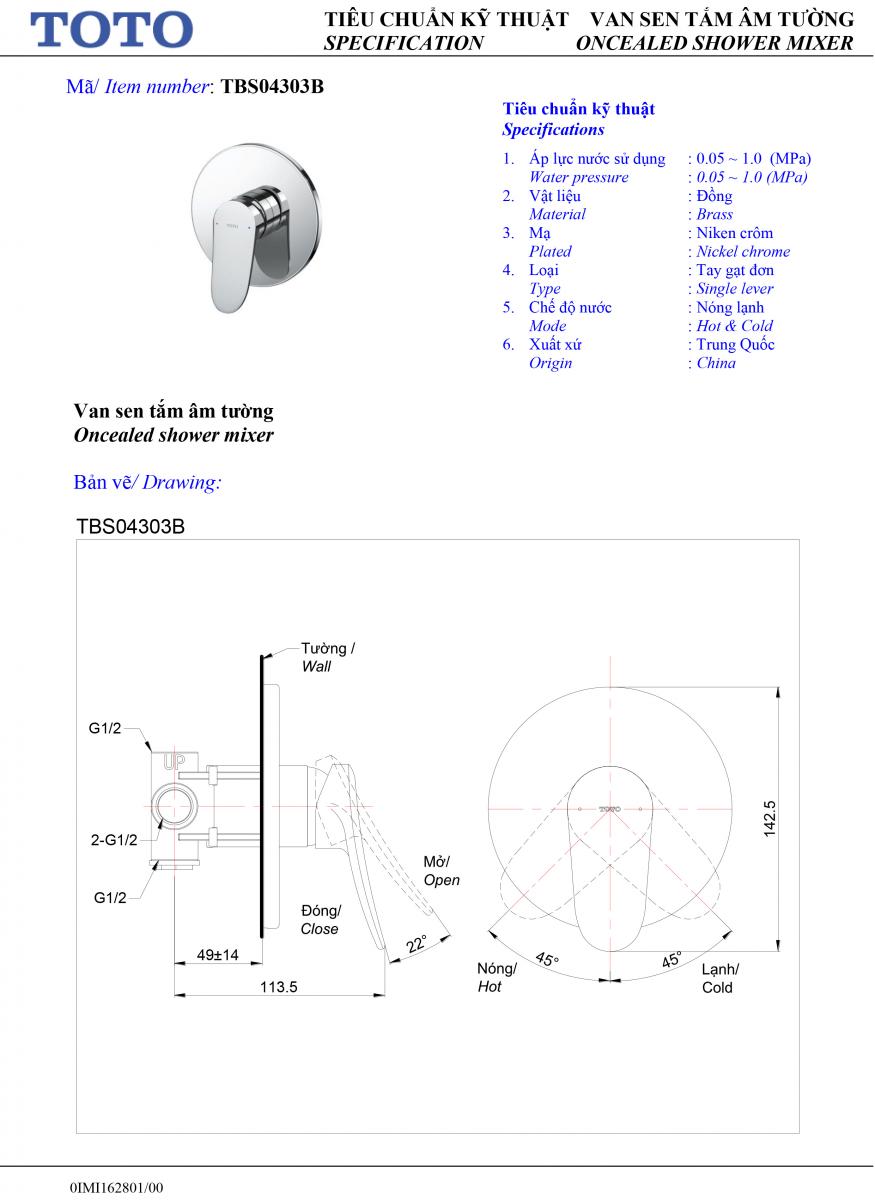 TOTO
TIÊU CHUẨN KỸ THUẬT VAN SEN TẮM ÂM TƯỜNG
SPECIFICATION ONCEALED SHOWER MIXER
Mã/ Item number: TBS04303B
TOTO
Tiêu chuẩn kỹ thuật
Specifications
1. Áp lực nước sử dụng : 0.05 ~ 1.0 (MPa)
Water pressure : 0.05 ~ 1.0 (MPa)
2. Vật liệu : Đồng
Material : Brass
3. Mạ : Niken crôm
Plated : Nickel chrome
4. Loại : Tay gạt đơn
Type : Single lever
5. Chế độ nước : Nóng lạnh
Mode : Hot & Cold
6. Xuất xứ : Trung Quốc
Origin : China
Van sen tắm âm tường
Oncealed shower mixer
Bản vẽ/ Drawing:
TBS04303B
Tường /
Wall
G1/2
UP
2-G1/2
G1/2
Mở/
Open
Đóng/
Close
22°
49±14
113.5
TOTO
142.5
45°
45°
Nóng/
Hot
Lạnh/
Cold
0IMI162801/00